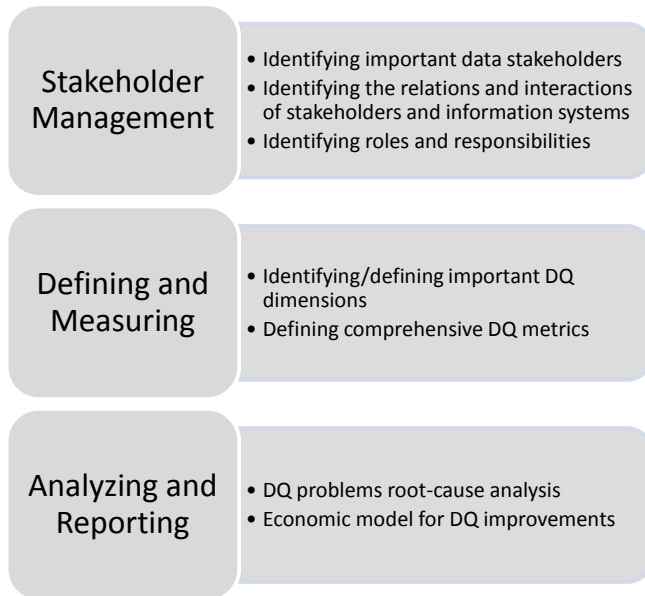 Stakeholder
Management
• Identifying important data stakeholders
• Identifying the relations and interactions
of stakeholders and information systems
• Identifying roles and responsibilities
Defining and
Measuring
• Identifying/defining important DQ
dimensions
• Defining comprehensive DQ metrics
Analyzing and
Reporting
• DQ problems root-cause analysis
• Economic model for DQ improvements